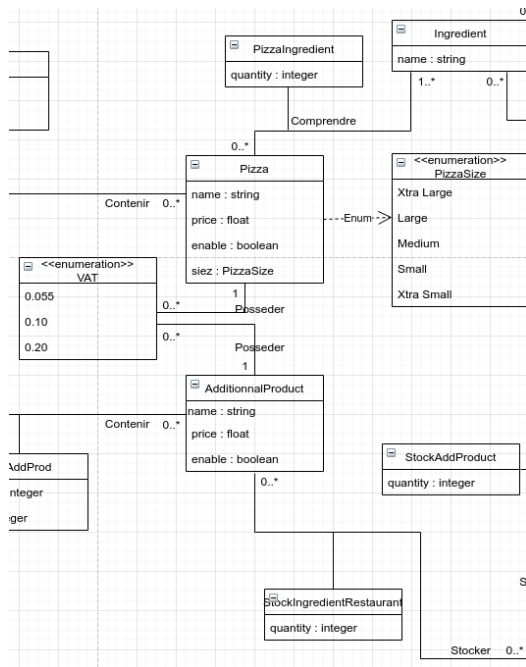 0
Ingredient
name : string
1..*
0..*
PizzaIngredient
quantity : integer
Comprendre
0..*
Pizza
name : string
price : float
enable : boolean
siez : PizzaSize
Contenir
0..*
Enum
<<enumeration>>
PizzaSize
Xtra Large
Large
Medium
Small
Xtra Small
<<enumeration>>
VAT
0.055
0.10
0.20
1
0..*
Posseder
0..*
Posseder
1
AdditionnalProduct
name : string
price : float
enable : boolean
Contenir
0..*
AddProd
nteger
eger
0..*
StockAddProduct
quantity : integer
StockIngredientRestaurant
quantity : integer
S
Stocker
0..*